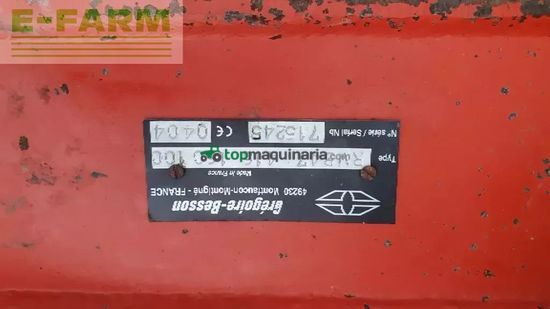 E-FARM
Grégoire-Besson
49230 Montfaucon-Montigné - FRANCE
Made in France
Type
topmaquinaria.com
N° série / Serial Nb 715245 CE 0404